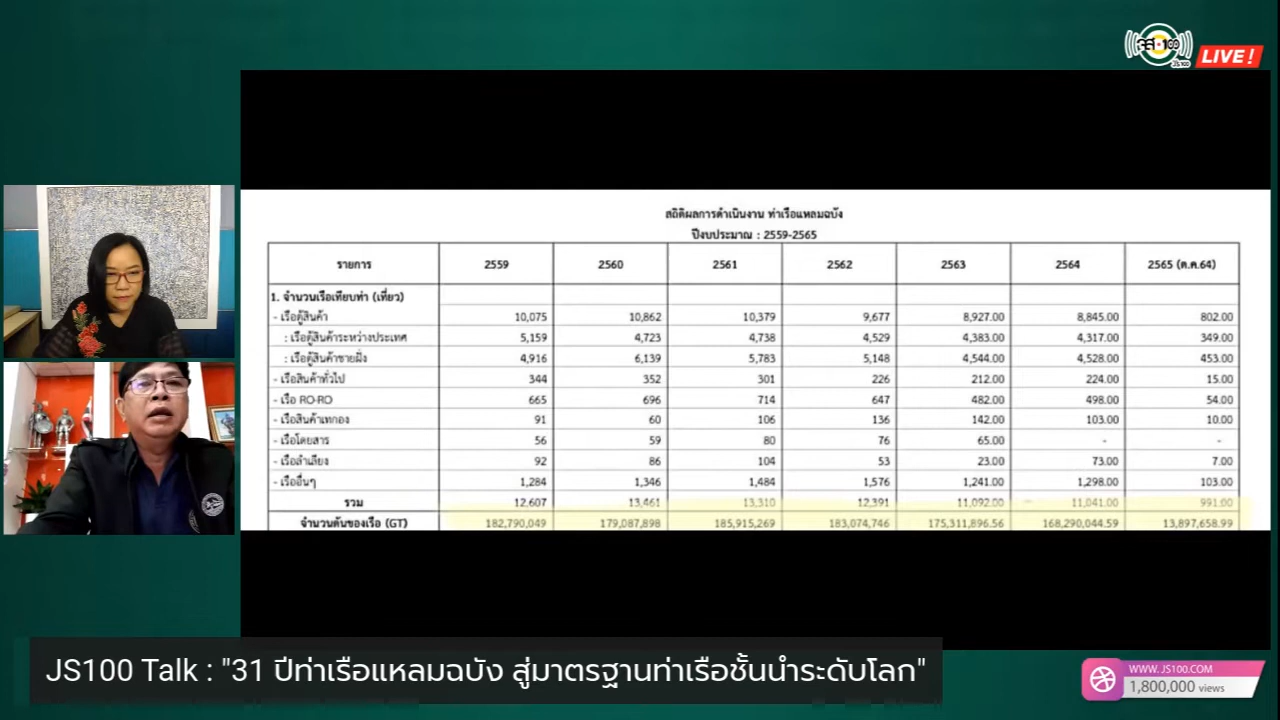 จส-100
JS.100
LIVE!
สถิติผลการดำเนินงาน ท่าเรือแหลมฉบัง
ปีงบประมาณ : 2559-2565
รายการ 2559 2560 2561 2562 2563 2564 2565 (ต.ค.64)
1. จำนวนเรือเทียบท่า (เที่ยว)
- เรือตู้สินค้า 10,075 10,862 10,379 9,677 8,927.00 8,845.00 802.00
: เรือตู้สินค้าระหว่างประเทศ 5,159 4,723 4,738 4,529 4,383.00 4,317.00 349.00
: เรือตู้สินค้าชายฝั่ง 4,916 6,139 5,783 5,148 4,544.00 4,528.00 453.00
- เรือสินค้าทั่วไป 344 352 301 226 212.00 224.00 15.00
- เรือ RO-RO 665 696 714 647 482.00 498.00 54.00
- เรือสินค้าเทกอง 91 60 106 136 142.00 103.00 10.00
- เรือโดยสาร 56 59 80 76 65.00 - -
- เรือลำเลียง 92 86 104 53 23.00 73.00 7.00
- เรืออื่นๆ 1,284 1,346 1,484 1,576 1,241.00 1,298.00 103.00
รวม 12,607 13,461 13,310 12,391 11,092.00 11,041.00 991.00
จำนวนตันของเรือ (GT) 182,790,049 179,087,898 185,915,269 183,074,746 175,311,896.56 168,290,044.59 13,897,658.99
JS100 Talk : "31 ปีท่าเรือแหลมฉบัง สู่มาตรฐานท่าเรือชั้นนำระดับโลก"
WWW.JS100.COM
1,800,000 views